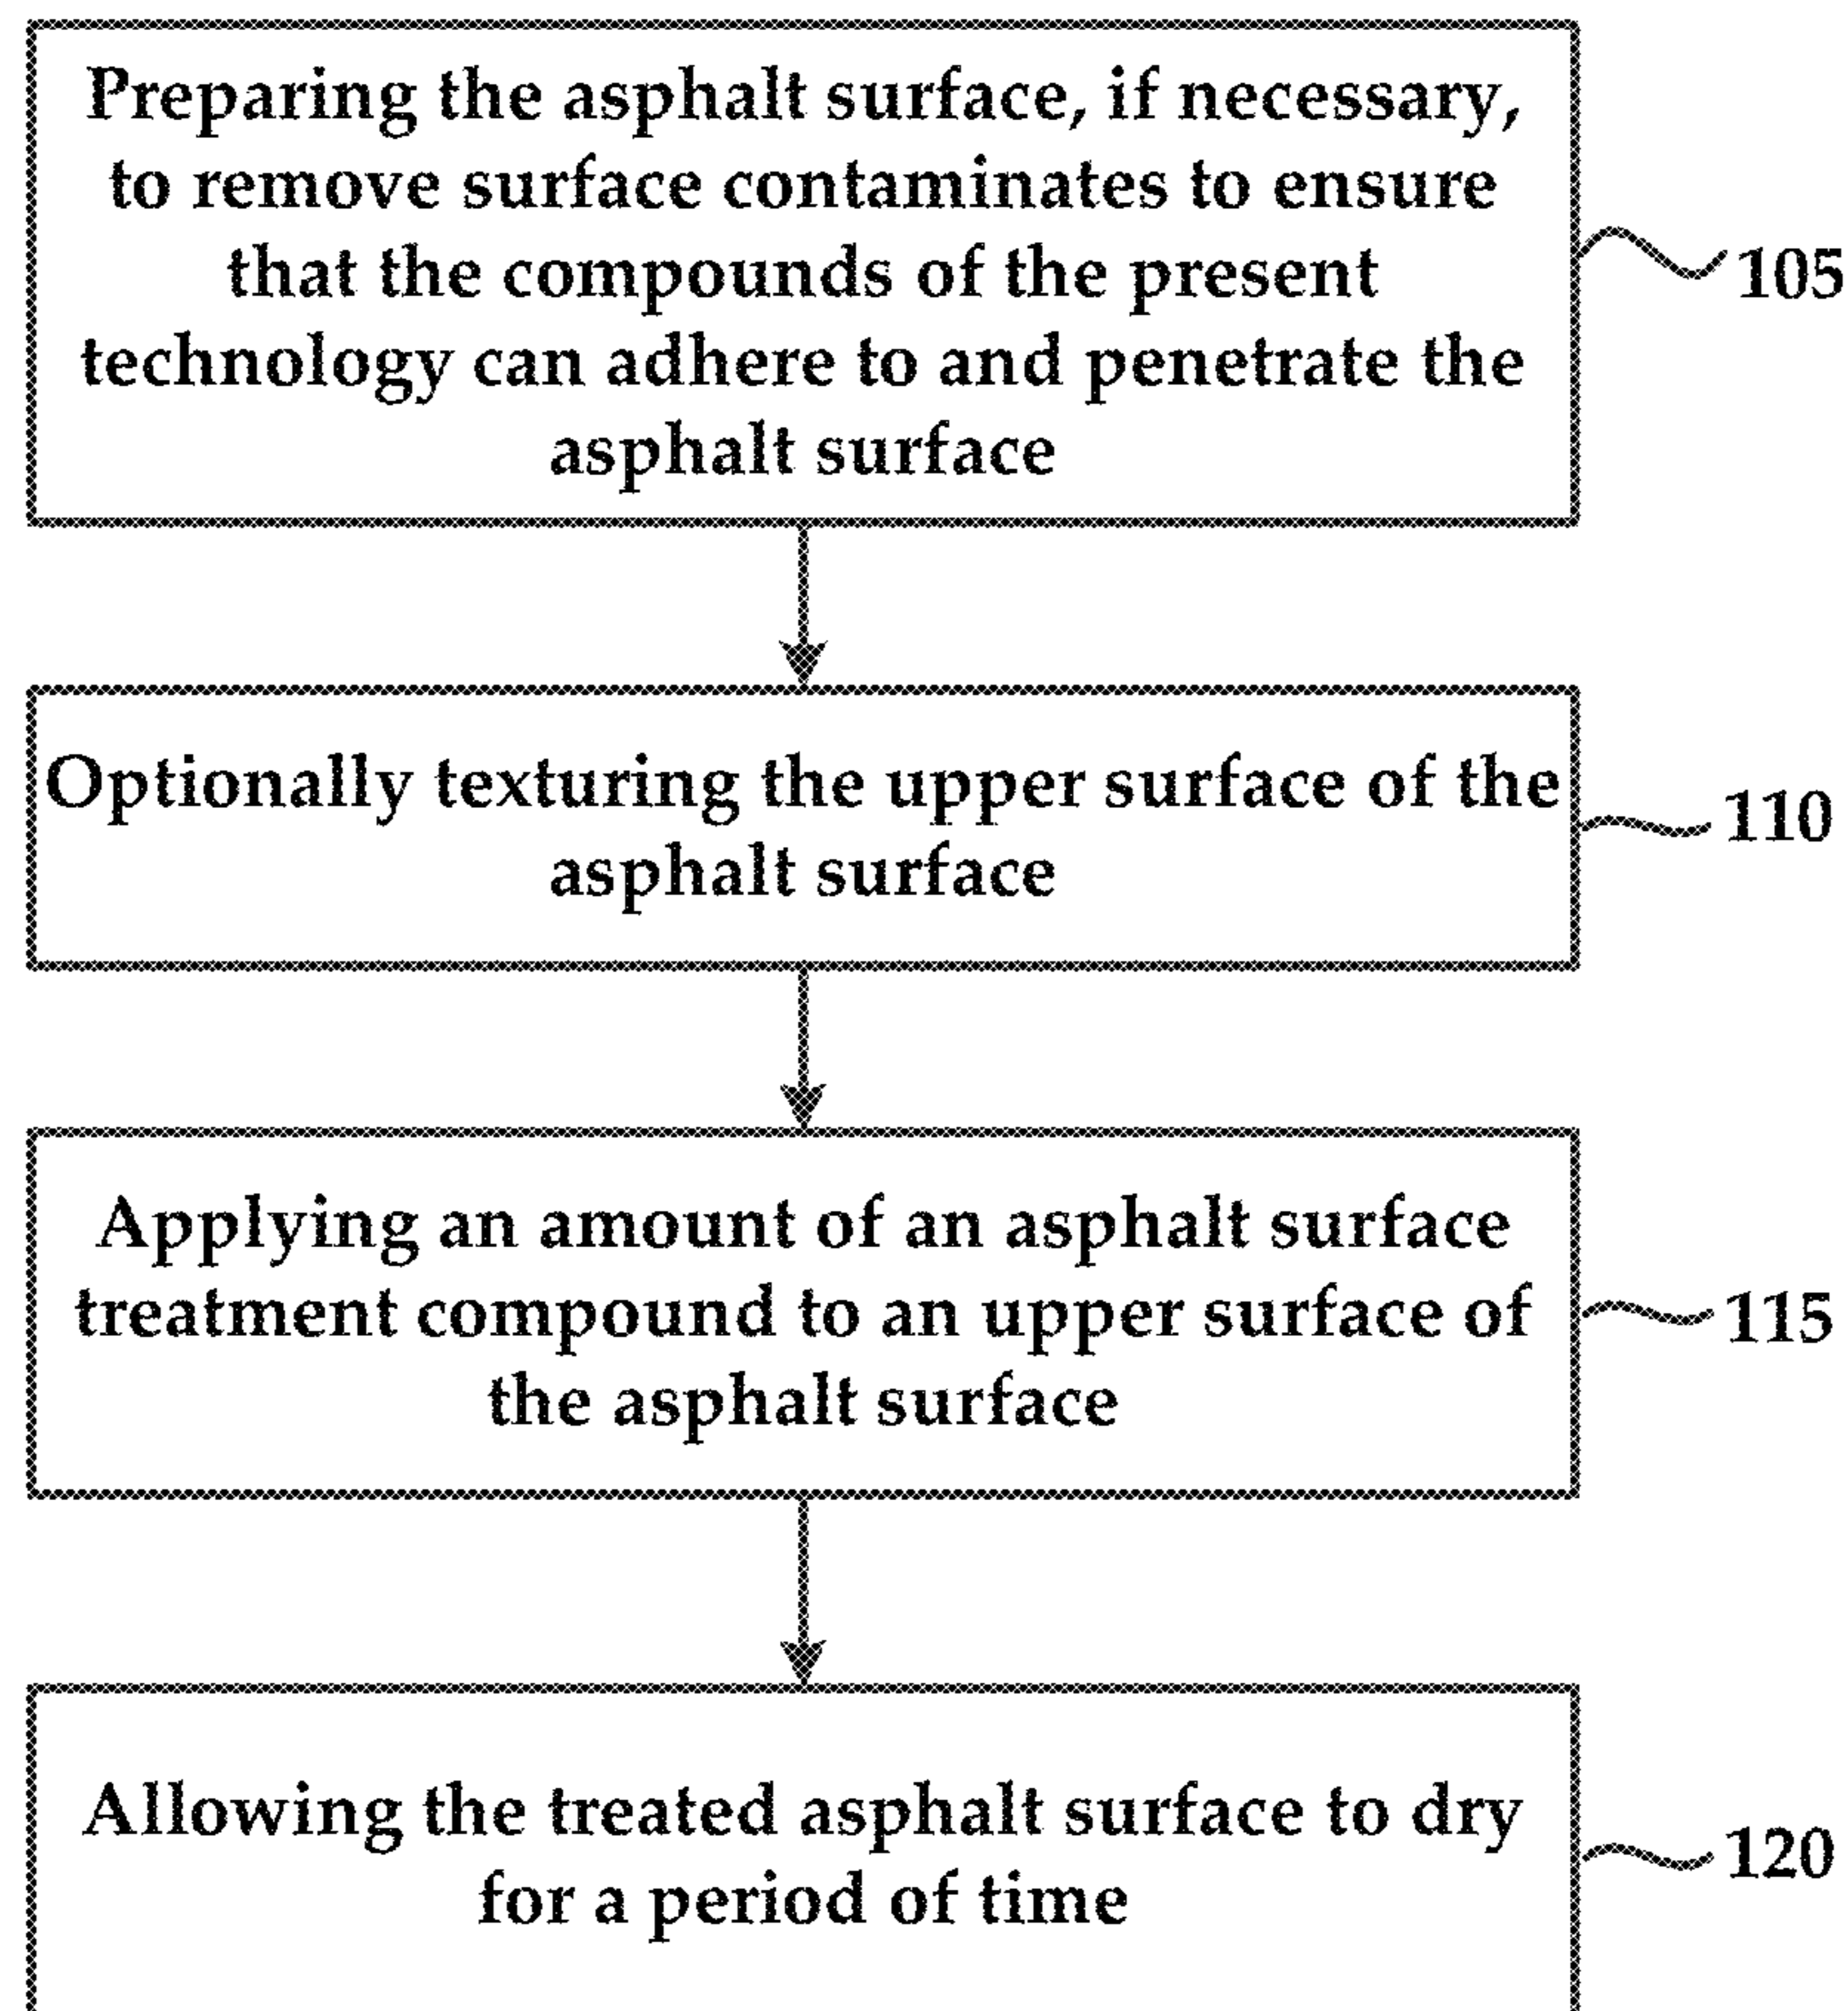 Preparing the asphalt surface, if necessary,
to remove surface contaminates to ensure
that the compounds of the present
technology can adhere to and penetrate the
asphalt surface
105
Optionally texturing the upper surface of the
asphalt surface
110
Applying an amount of an asphalt surface
treatment compound to an upper surface of
the asphalt surface
115
Allowing the treated asphalt surface to dry
for a period of time
120